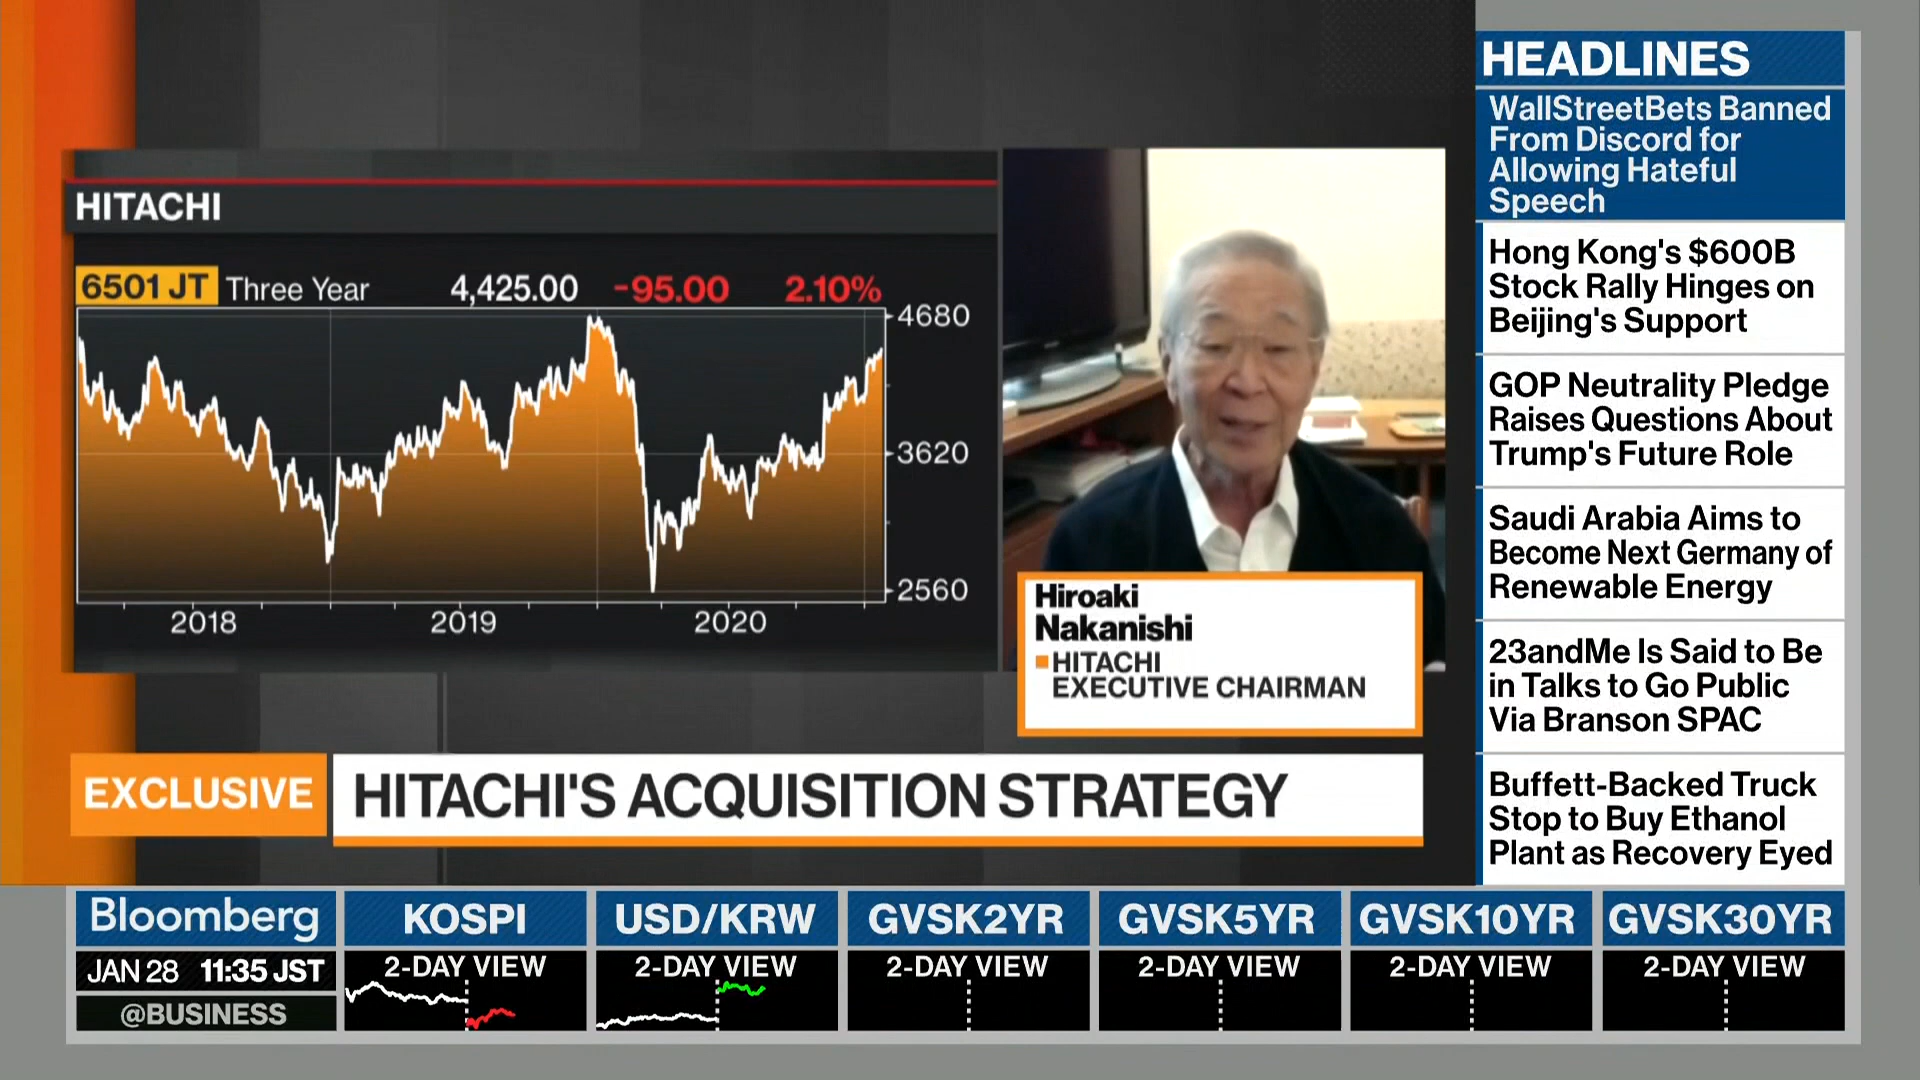 HITACHI
6501 JT Three Year 4,425.00 -95.00 2.10%
4680
3620
2560
2018 2019 2020
Hiroaki
Nakanishi
HITACHI
EXECUTIVE CHAIRMAN
EXCLUSIVE
HITACHI'S ACQUISITION STRATEGY
HEADLINES
WallStreetBets Banned
From Discord for
Allowing Hateful
Speech
Hong Kong's $600B
Stock Rally Hinges on
Beijing's Support
GOP Neutrality Pledge
Raises Questions About
Trump's Future Role
Saudi Arabia Aims to
Become Next Germany of
Renewable Energy
23andMe Is Said to Be
in Talks to Go Public
Via Branson SPAC
Buffett-Backed Truck
Stop to Buy Ethanol
Plant as Recovery Eyed
Bloomberg
JAN 28 11:35 JST
@BUSINESS
KOSPI
2-DAY VIEW
USD/KRW
2-DAY VIEW
GVSK2YR
2-DAY VIEW
GVSK5YR
2-DAY VIEW
GVSK10YR
2-DAY VIEW
GVSK30YR
2-DAY VIEW